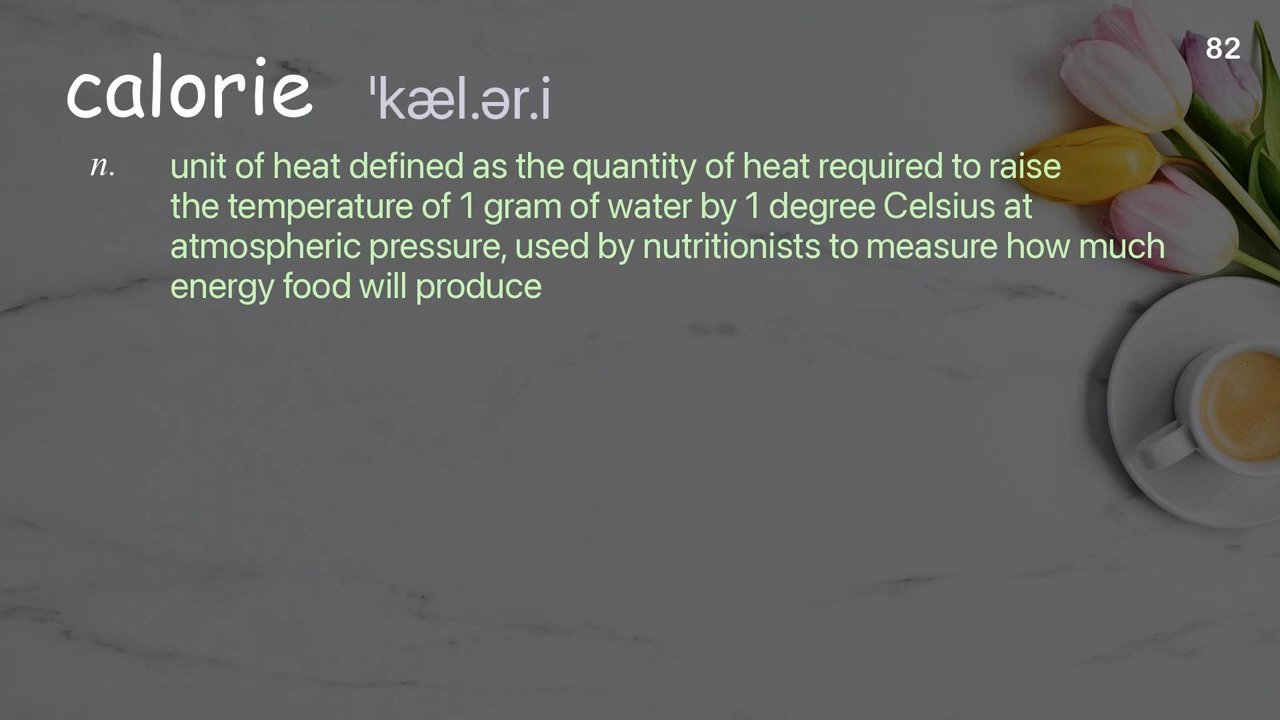 82
calorie ˈkæl.ər.i
n. unit of heat defined as the quantity of heat required to raise
the temperature of 1 gram of water by 1 degree Celsius at
atmospheric pressure, used by nutritionists to measure how much
energy food will produce